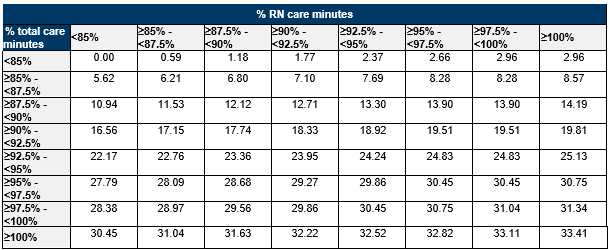 % RN care minutes
% total care minutes <85% ≥85% - <87.5% ≥87.5% - <90% ≥90% - <92.5% ≥92.5% - <95% ≥95% - <97.5% ≥97.5% - <100% ≥100%
<85% 0.00 0.59 1.18 1.77 2.37 2.66 2.96 2.96
≥85% - <87.5% 5.62 6.21 6.80 7.10 7.69 8.28 8.28 8.57
≥87.5% - <90% 10.94 11.53 12.12 12.71 13.30 13.90 13.90 14.19
≥90% - <92.5% 16.56 17.15 17.74 18.33 18.92 19.51 19.51 19.81
≥92.5% - <95% 22.17 22.76 23.36 23.95 24.24 24.83 24.83 25.13
≥95% - <97.5% 27.79 28.09 28.68 29.27 29.86 30.45 30.45 30.75
≥97.5% - <100% 28.38 28.97 29.56 29.86 30.45 30.75 31.04 31.34
≥100% 30.45 31.04 31.63 32.22 32.52 32.82 33.11 33.41